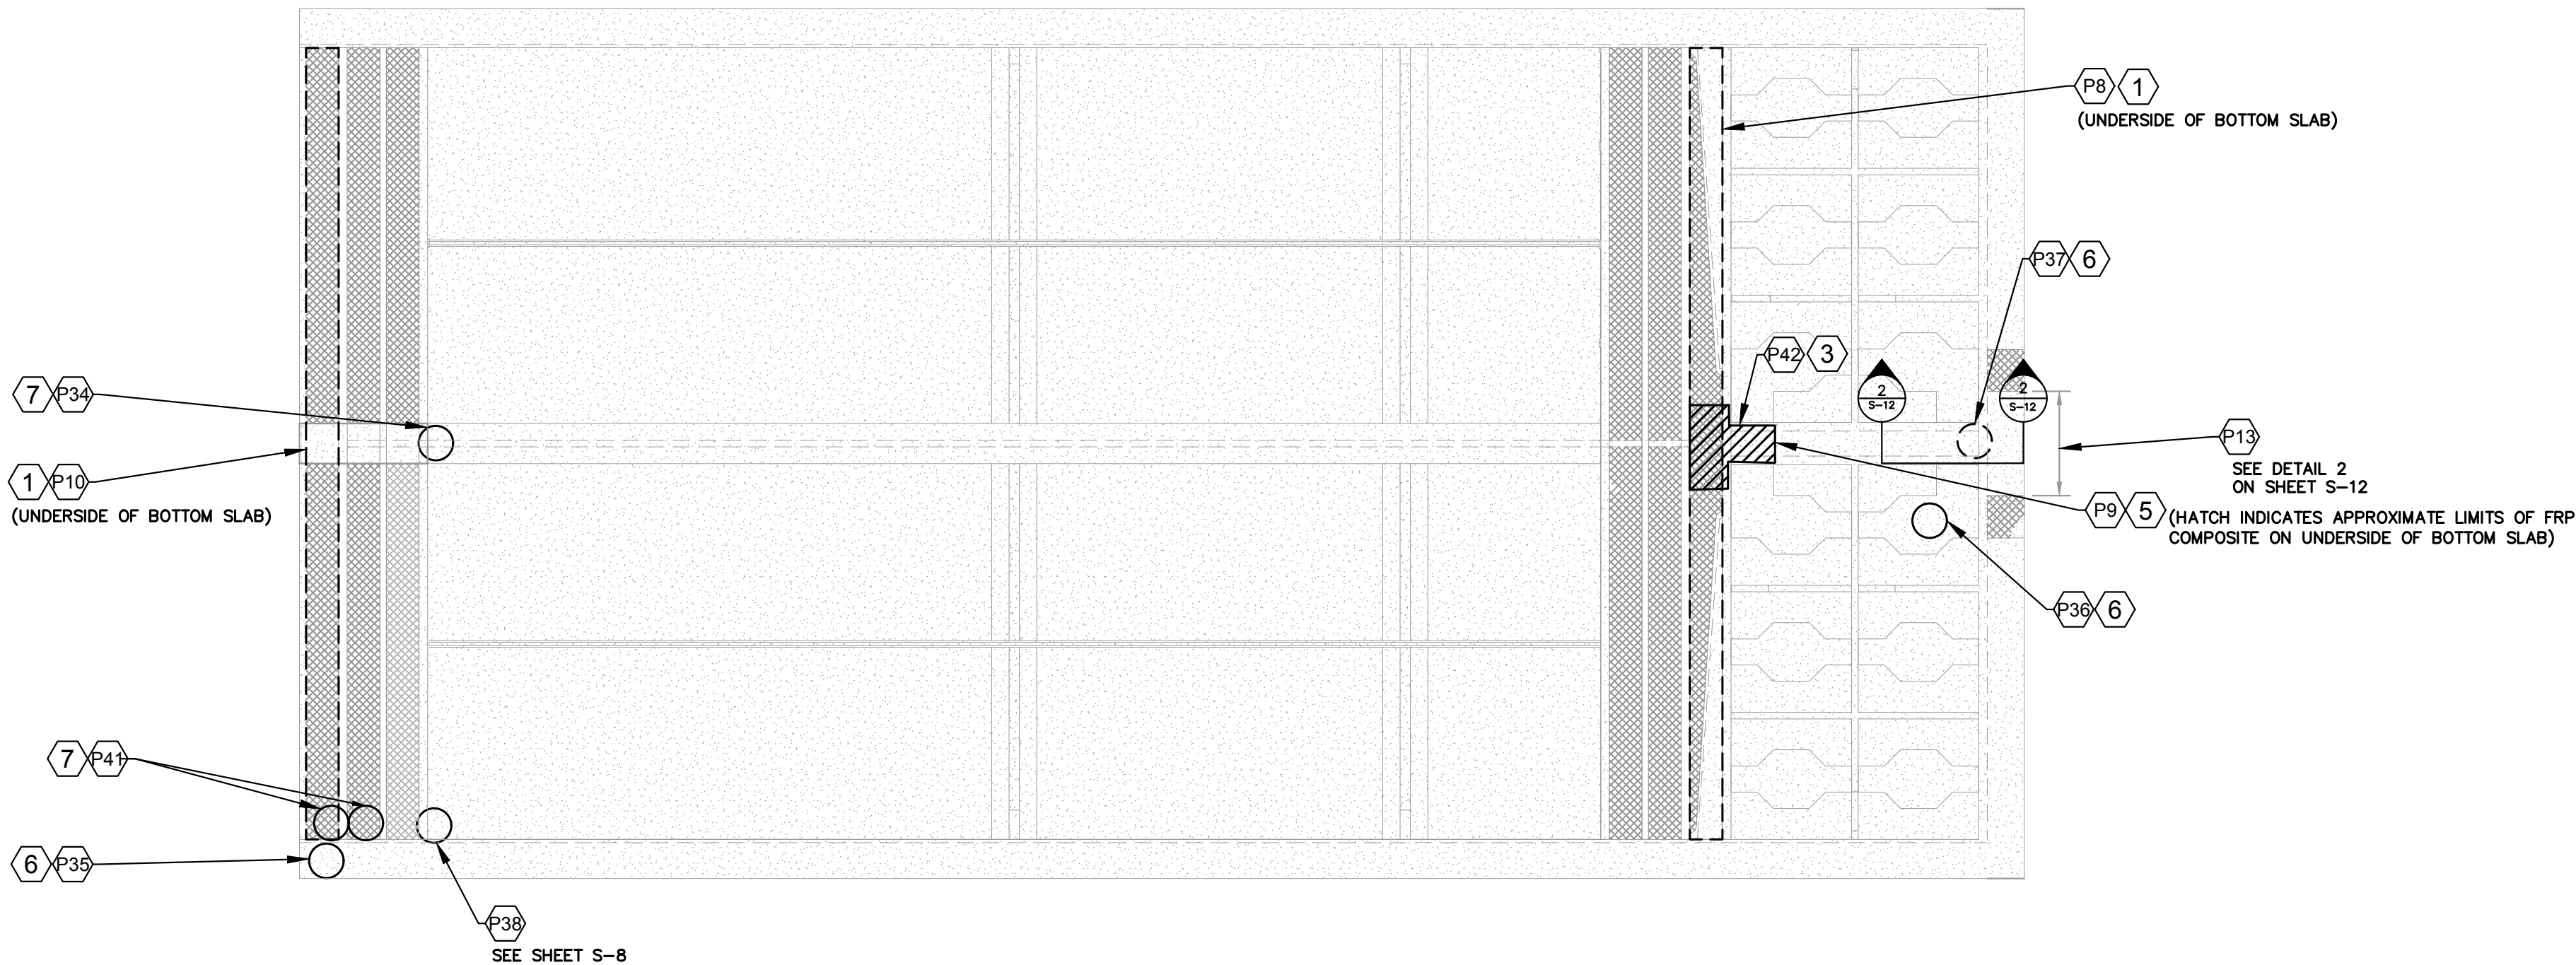 P8 1
(UNDERSIDE OF BOTTOM SLAB)
P37 6
P42 3
2
S-12
2
S-12
7 P34
P13
SEE DETAIL 2
ON SHEET S-12
1 P10
(UNDERSIDE OF BOTTOM SLAB)
P9 5 (HATCH INDICATES APPROXIMATE LIMITS OF FRP
COMPOSITE ON UNDERSIDE OF BOTTOM SLAB)
P36 6
7 P41
6 P35
P38
SEE SHEET S-8